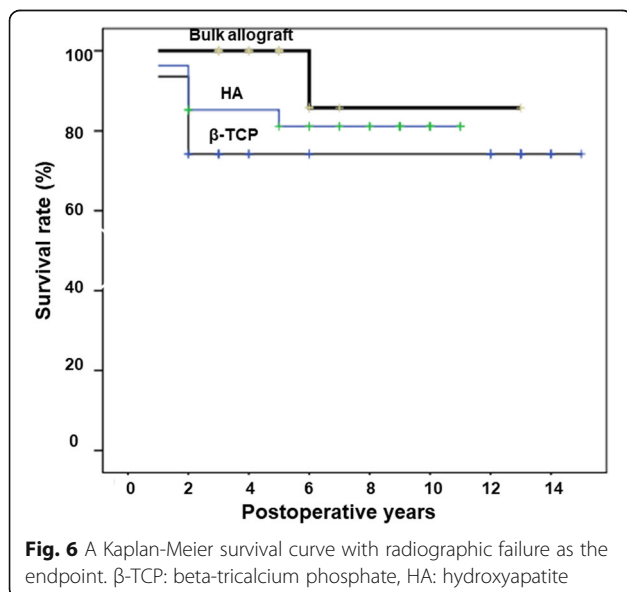 Bulk allograft
HA
β-TCP
Survival rate (%)
100
80
60
40
20
0
0 2 4 6 8 10 12 14
Postoperative years
Fig. 6 A Kaplan-Meier survival curve with radiographic failure as the
endpoint. β-TCP: beta-tricalcium phosphate, HA: hydroxyapatite